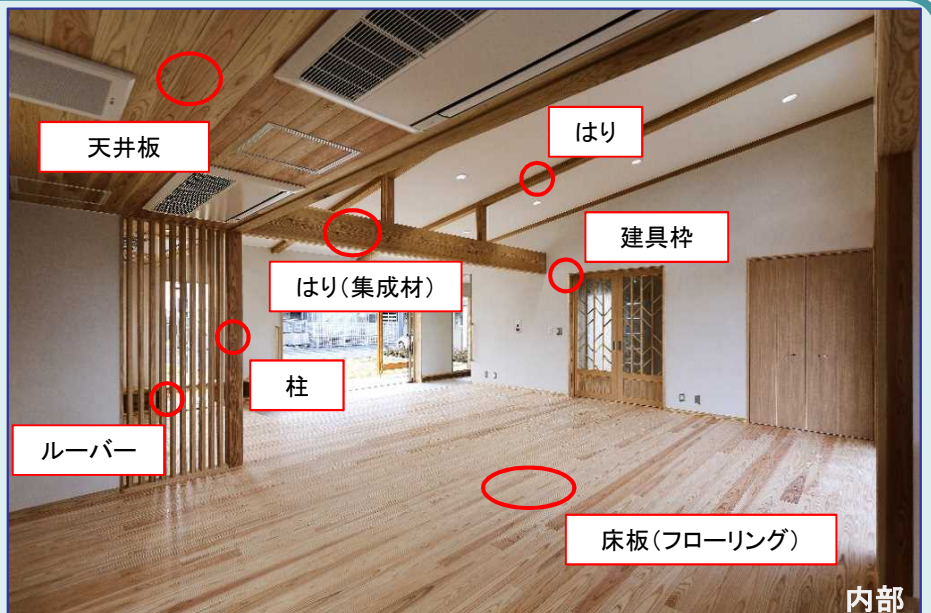 天井板
はり
建具枠
はり(集成材)
柱
ルーバー
床板(フローリング)
内部